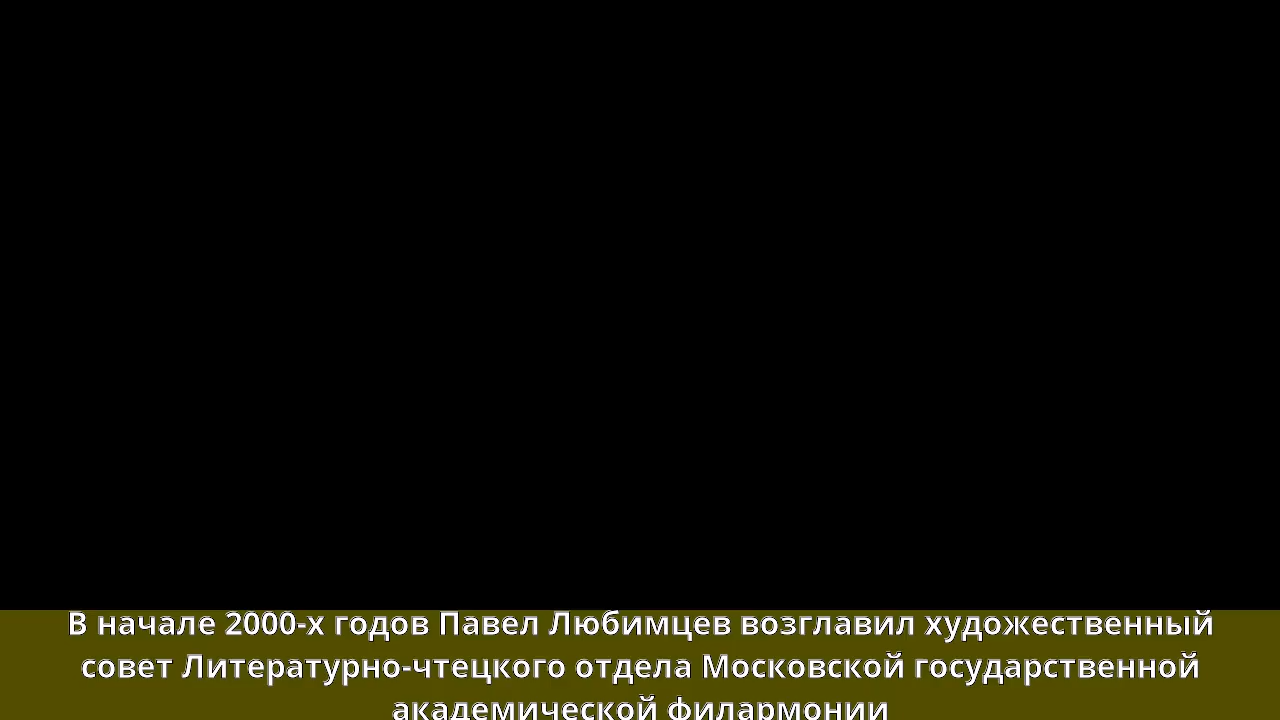 В начале 2000-х годов Павел Любимцев возглавил художественный
совет Литературно-чтецкого отдела Московской государственной
академической филармонии